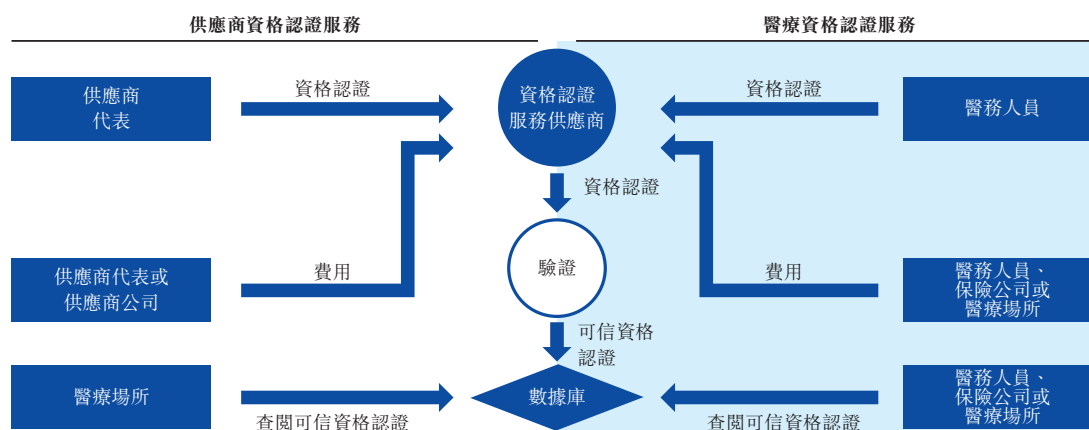 供應商資格認證服務
醫療資格認證服務
供應商
代表
資格認證
資格認證
服務供應商
資格認證
醫務人員
資格認證
供應商代表或
供應商公司
費用
驗證
費用
醫務人員、
保險公司或
醫療場所
可信資格
認證
醫療場所
查閱可信資格認證
數據庫
查閱可信資格認證
醫務人員、
保險公司或
醫療場所